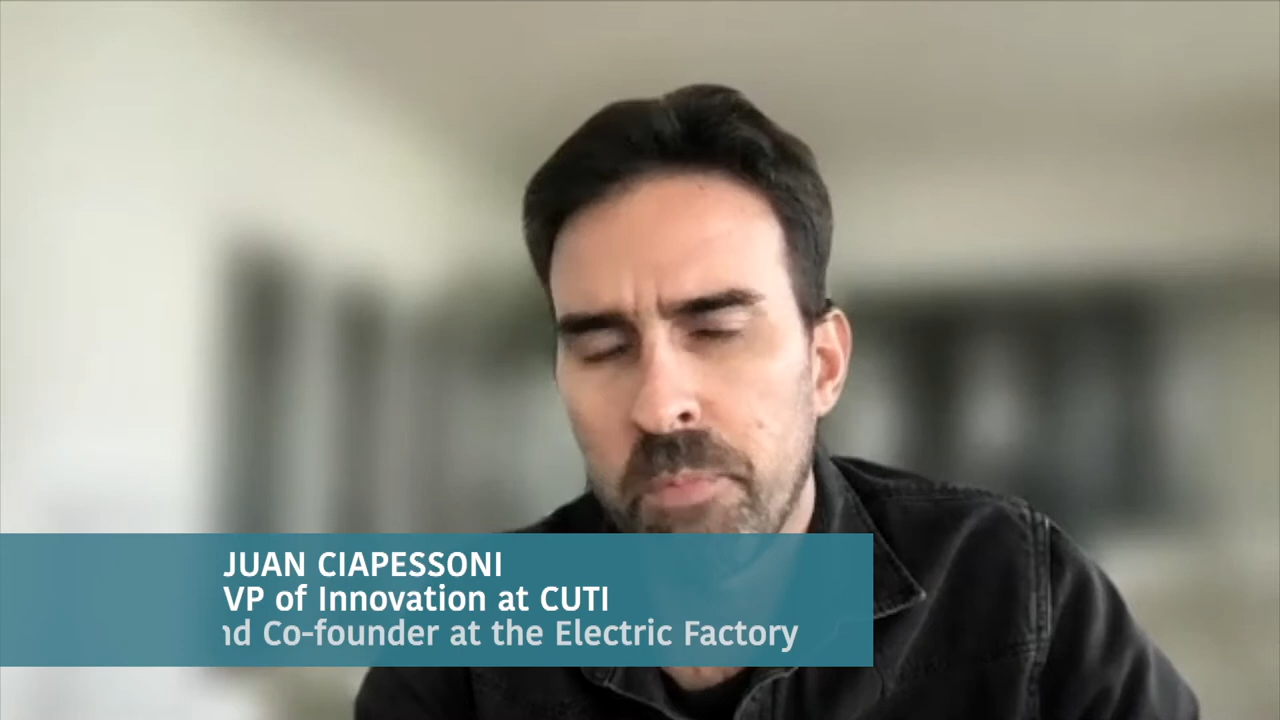 JUAN CIAPESSONI
VP of Innovation at CUTI
Co-founder at the Electric Factory